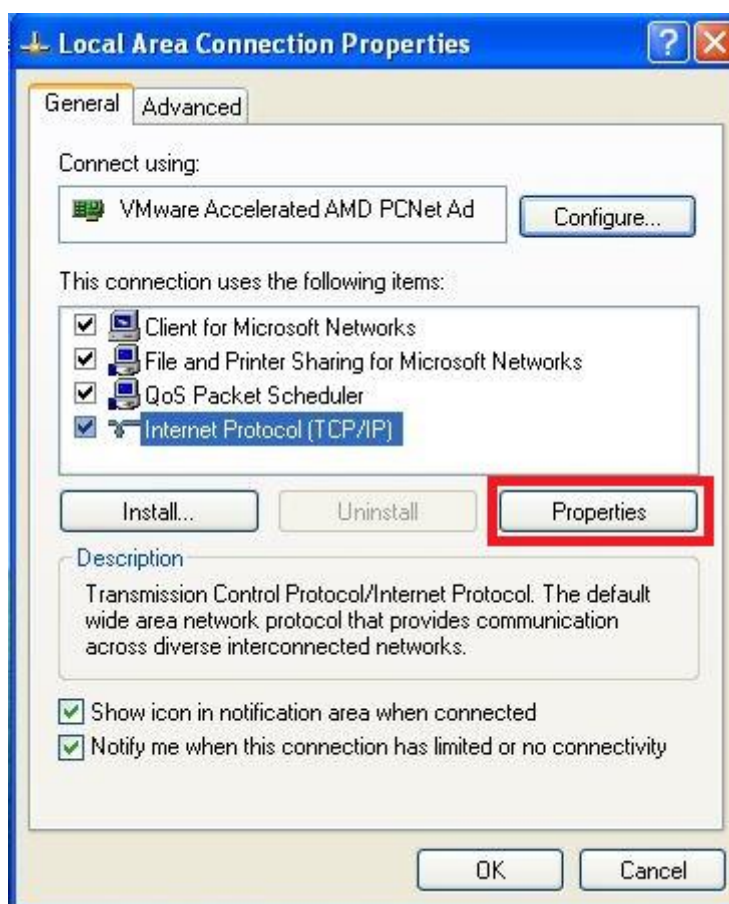 Local Area Connection Properties
General Advanced
Connect using:
VMware Accelerated AMD PCNet Ad Configure...
This connection uses the following items:
Client for Microsoft Networks
File and Printer Sharing for Microsoft Networks
QoS Packet Scheduler
Internet Protocol (TCP/IP)
Install... Uninstall Properties
Description
Transmission Control Protocol/Internet Protocol. The default
wide area network protocol that provides communication
across diverse interconnected networks.
Show icon in notification area when connected
Notify me when this connection has limited or no connectivity
OK Cancel